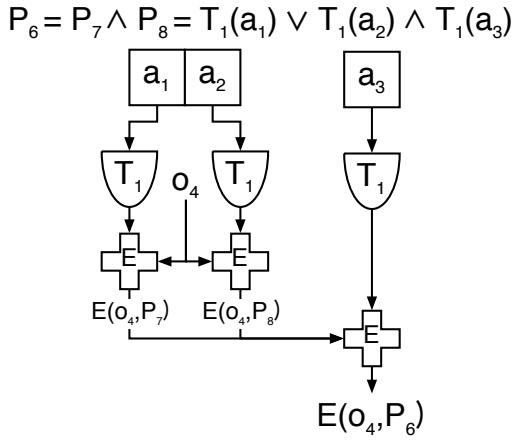 P₆ = P₇ ∧ P₈ = T₁(a₁) ∨ T₁(a₂) ∧ T₁(a₃)
a₁ a₂ a₃
T₁ T₁ T₁
o₄
E E
E(o₄,P₇) E(o₄,P₈)
E
E(o₄,P₆)